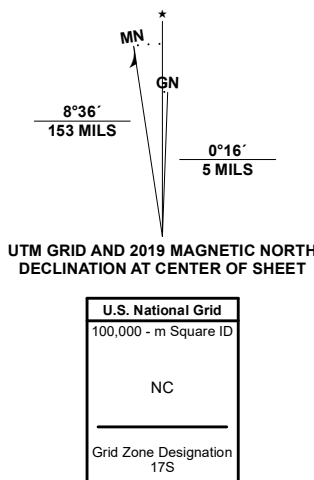 ★
MN
GN
8°36´
153 MILS
0°16´
5 MILS
UTM GRID AND 2019 MAGNETIC NORTH
DECLINATION AT CENTER OF SHEET
U.S. National Grid
100,000 - m Square ID
NC
Grid Zone Designation
17S